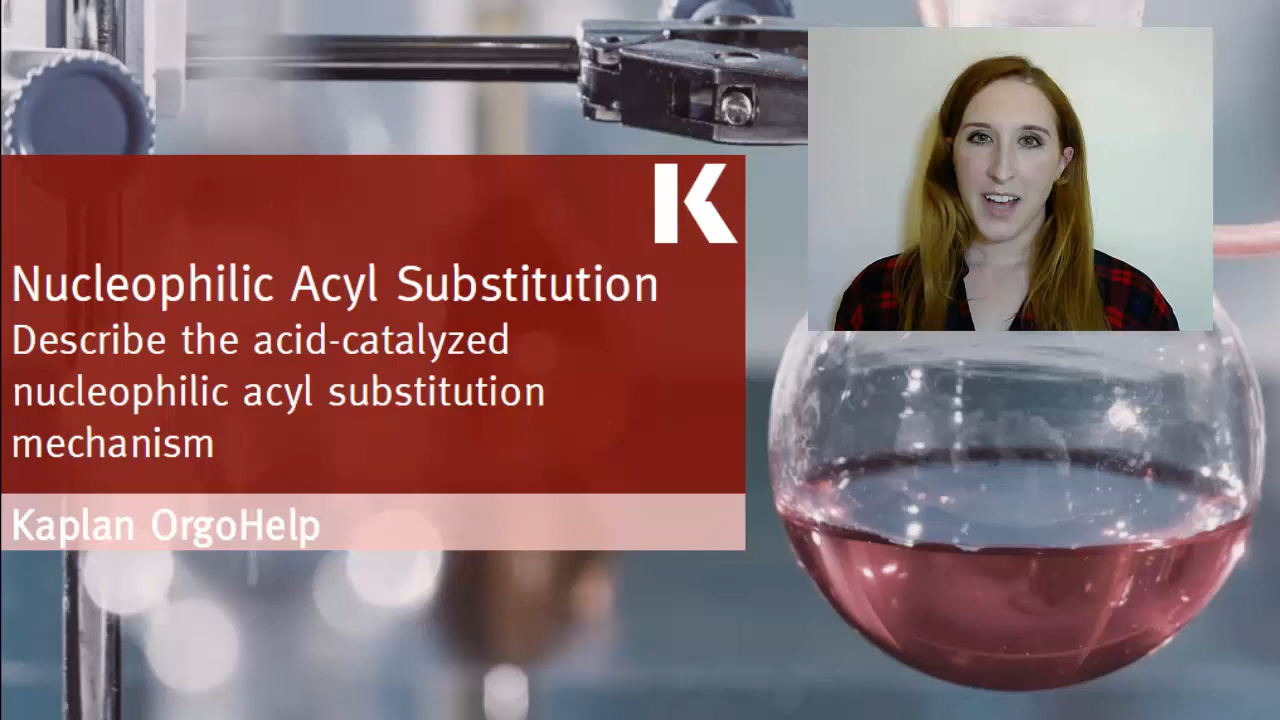 K
Nucleophilic Acyl Substitution
Describe the acid-catalyzed
nucleophilic acyl substitution
mechanism
Kaplan OrgoHelp